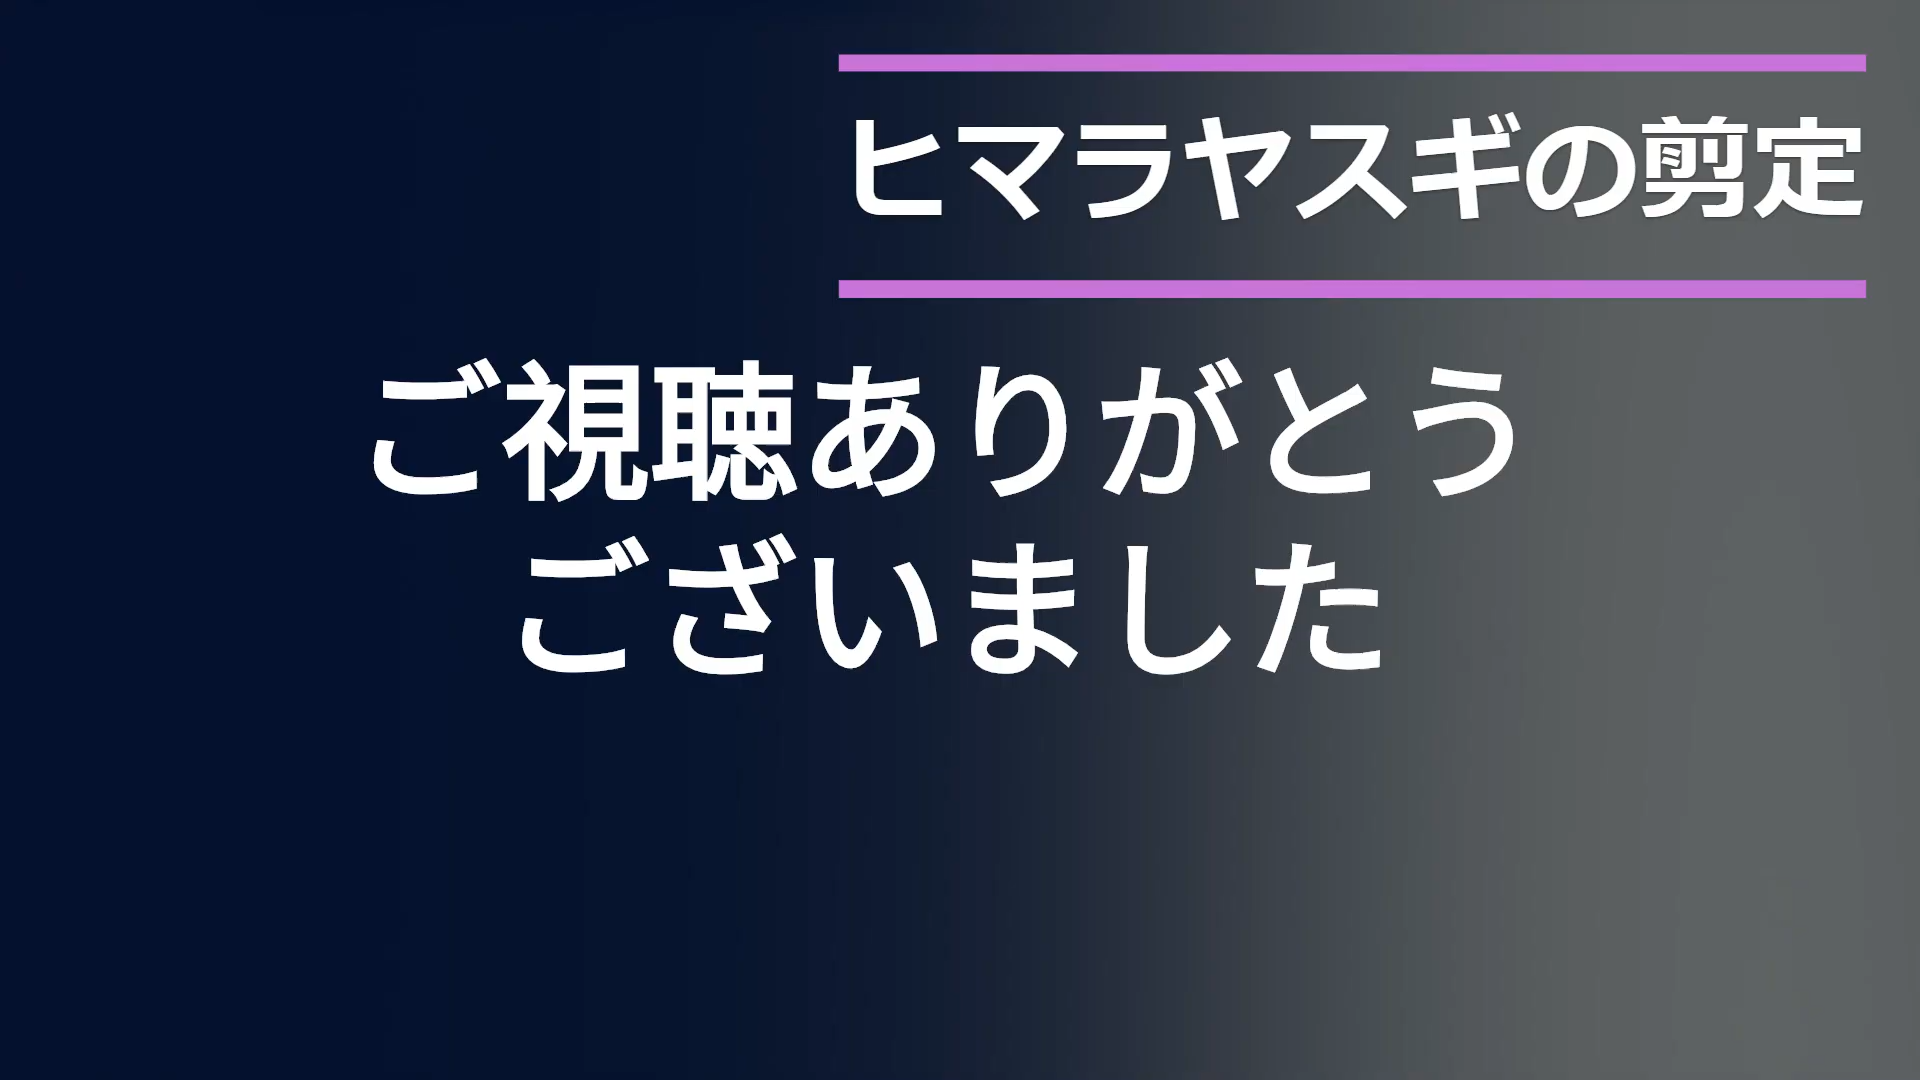 ヒマラヤスギの剪定
ご視聴ありがとう
ございました